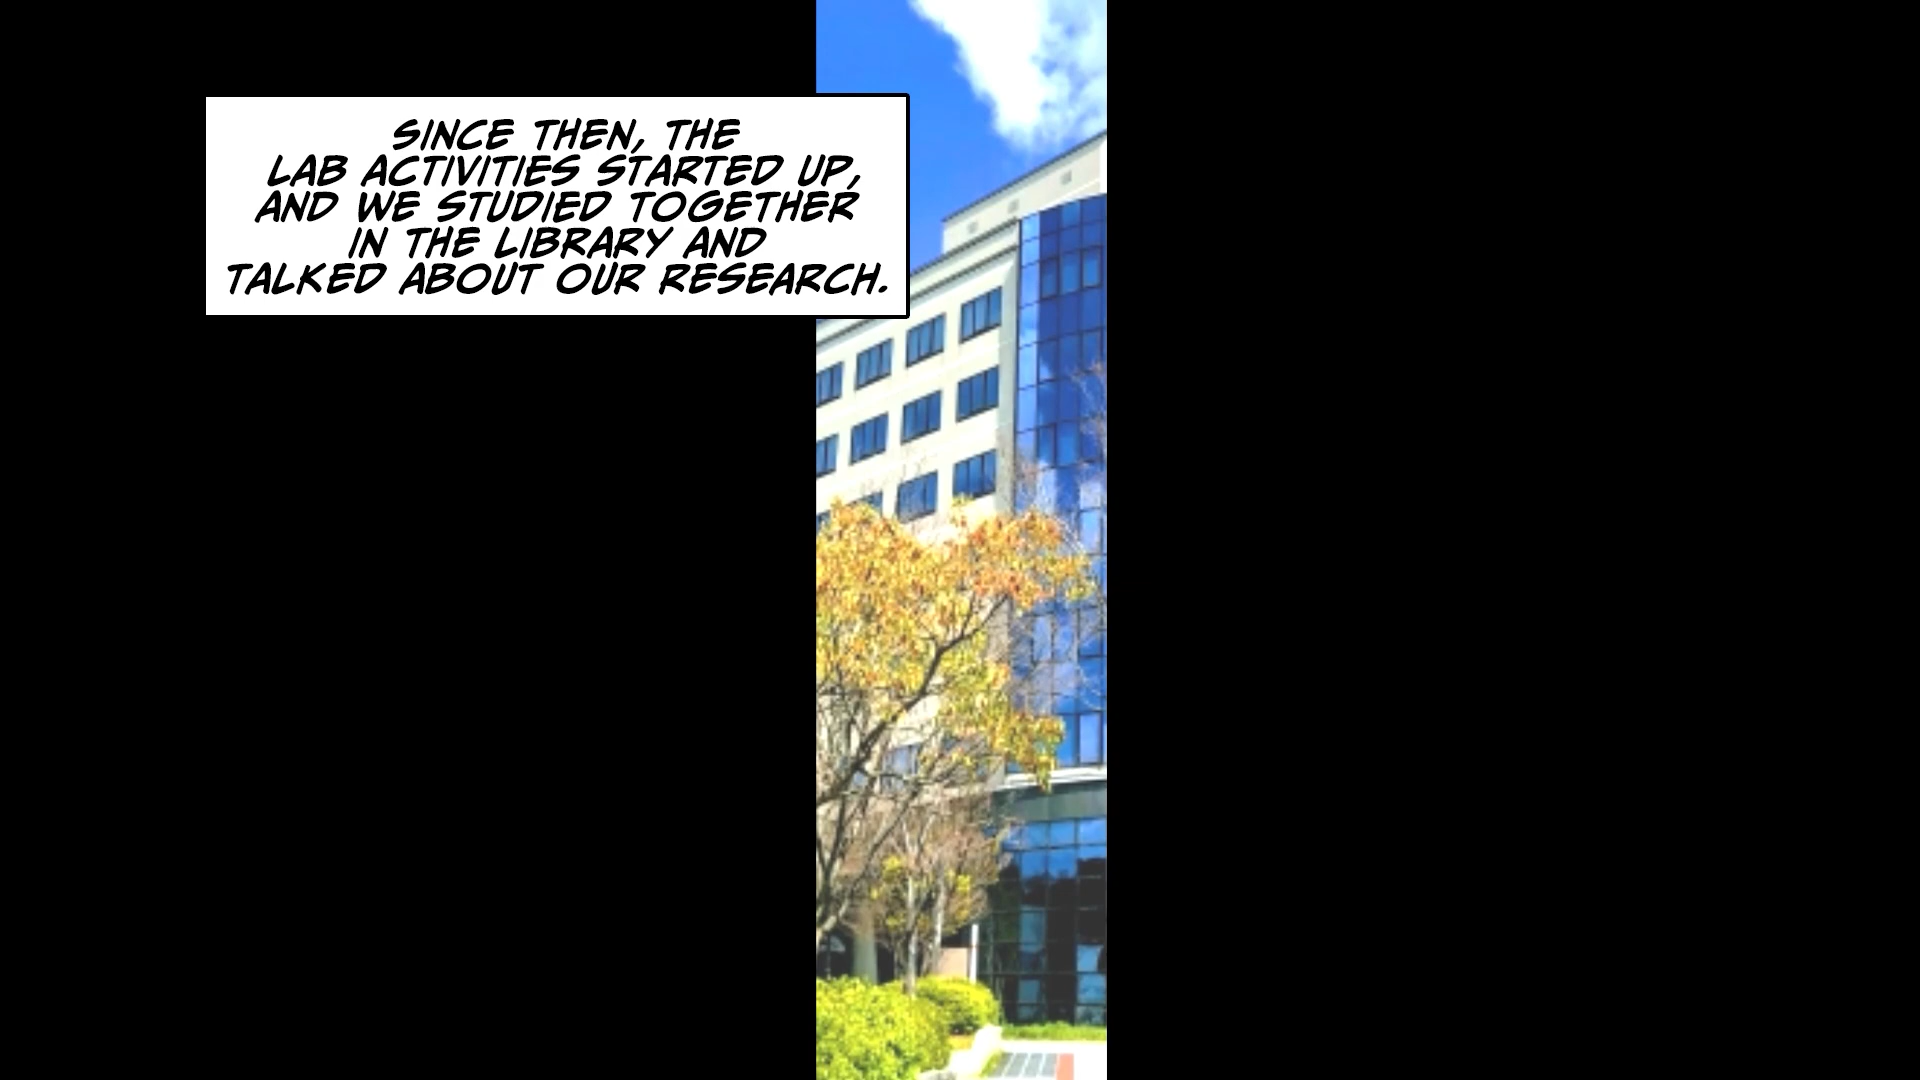 SINCE THEN, THE
LAB ACTIVITIES STARTED UP,
AND WE STUDIED TOGETHER
IN THE LIBRARY AND
TALKED ABOUT OUR RESEARCH.